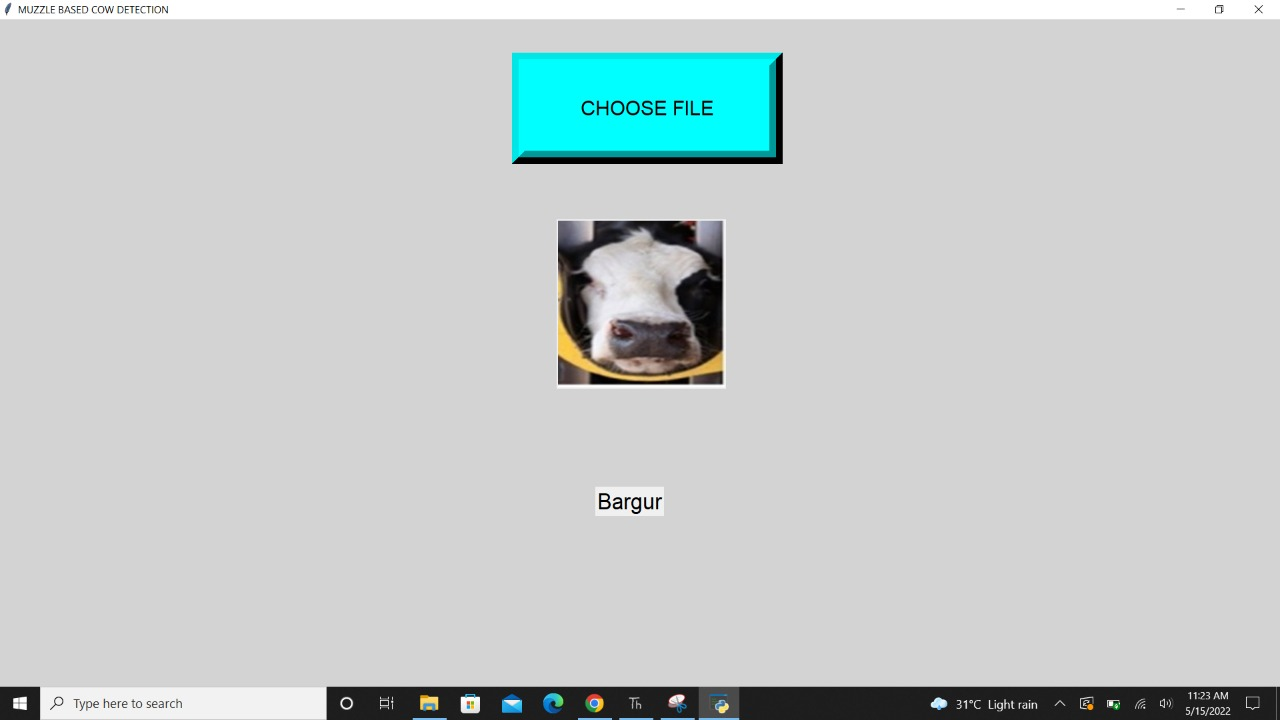 MUZZLE BASED COW DETECTION
CHOOSE FILE
Bargur
Type here to search
Th
31°C Light rain
11:23 AM
5/15/2022